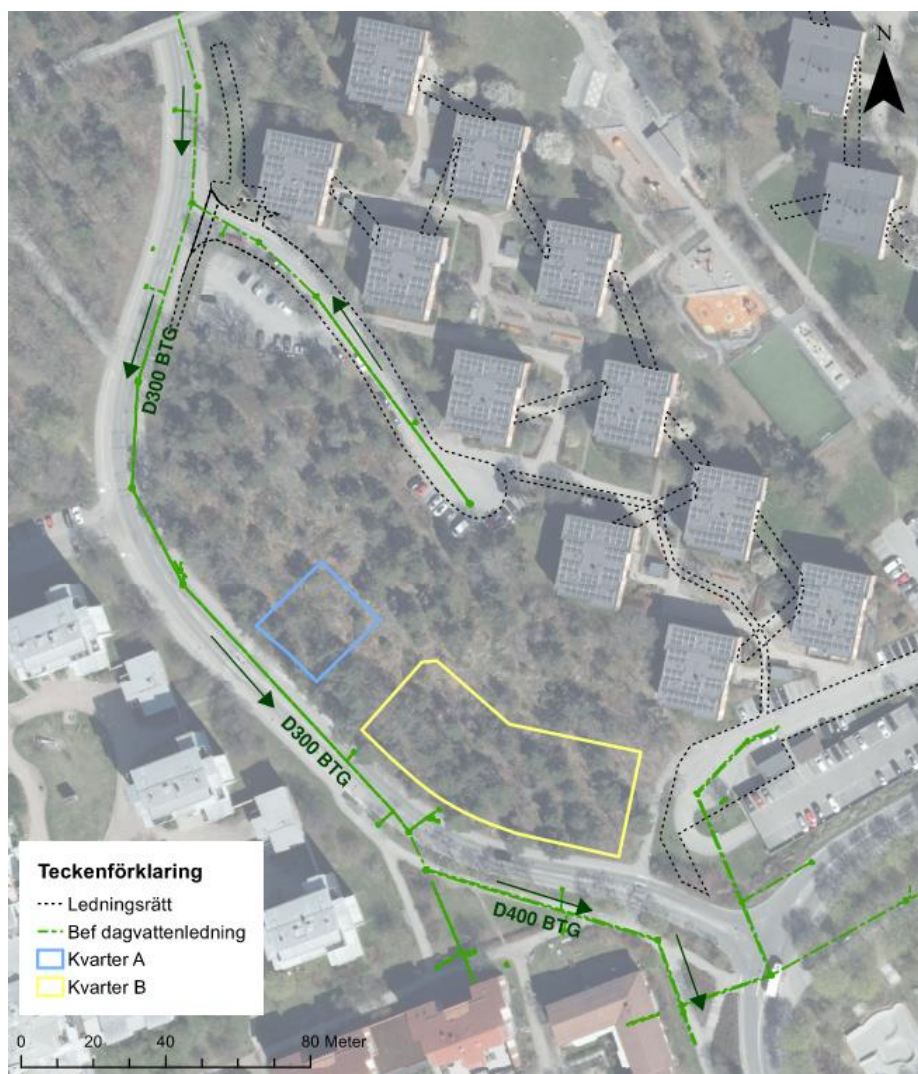 N
D300 BTG
D300 BTG
D400 BTG
Teckenförklaring
Ledningsrätt
Bef dagvattenledning
Kvarter A
Kvarter B
0 20 40 80 Meter